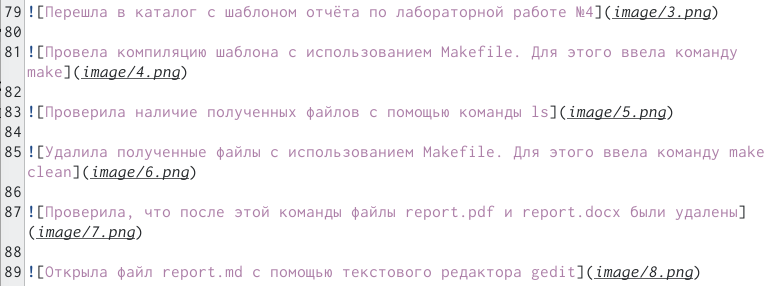 79 ![Перешла в каталог с шаблоном отчёта по лабораторной работе №4](image/3.png)
80
81 ![Провела компиляцию шаблона с использованием Makefile. Для этого ввела команду
make](image/4.png)
82
83 ![Проверила наличие полученных файлов с помощью команды ls](image/5.png)
84
85 ![Удалила полученные файлы с использованием Makefile. Для этого ввела команду make
clean](image/6.png)
86
87 ![Проверила, что после этой команды файлы report.pdf и report.docx были удалены]
(image/7.png)
88
89 ![Открыла файл report.md с помощью текстового редактора gedit](image/8.png)